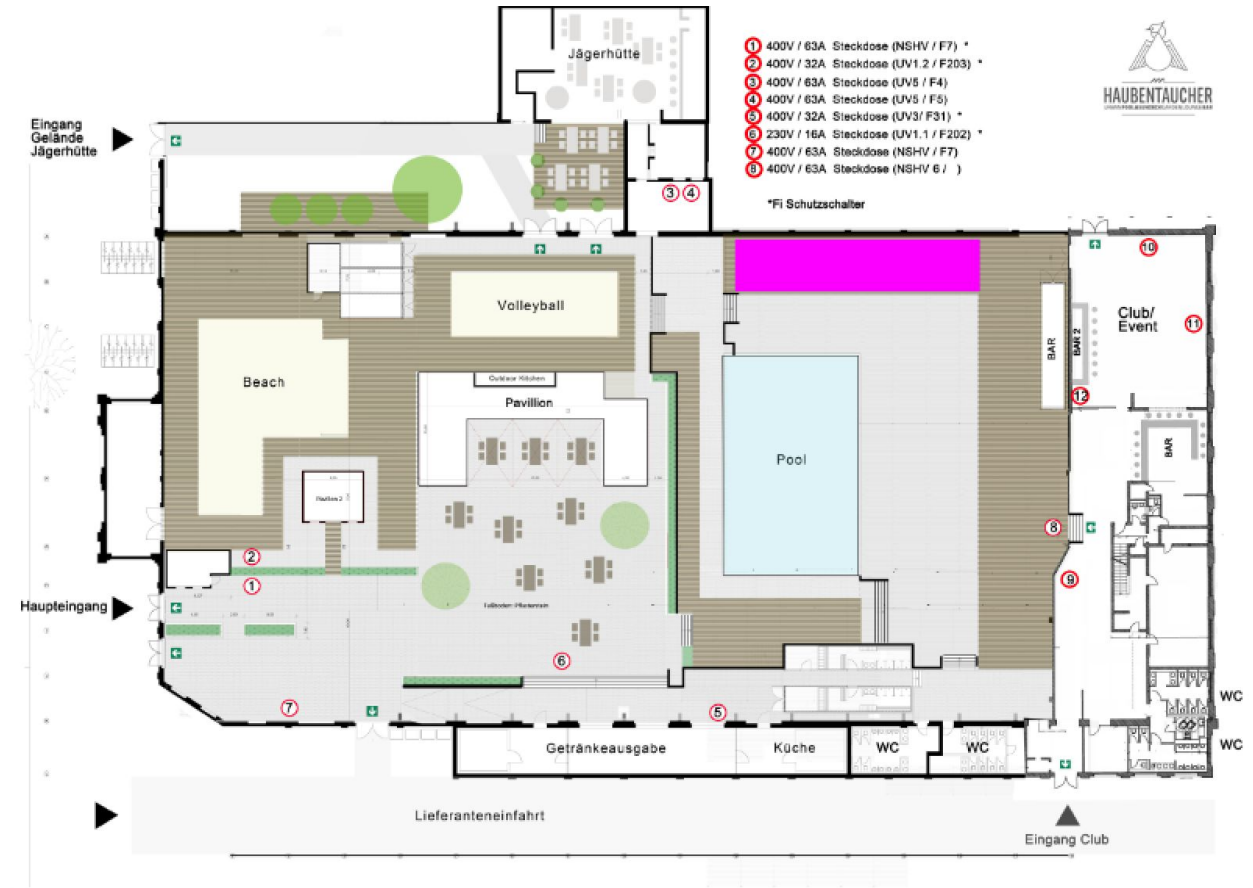 Jägerhütte
① 400V / 63A Steckdose (NSHV / F7) *
② 400V / 32A Steckdose (UV1.2 / F203) *
③ 400V / 63A Steckdose (UV5 / F4)
④ 400V / 63A Steckdose (UV5 / F5)
⑤ 400V / 32A Steckdose (UV3/ F31) *
⑥ 230V / 16A Steckdose (UV1.1 / F202) *
⑦ 400V / 63A Steckdose (NSHV / F7)
⑧ 400V / 63A Steckdose (NSHV 6 / )
*Fi Schutzschalter
HAUBENTAUCHER
Eingang
Gelände
Jägerhütte
③ ④
⑩
Volleyball
Club/
Event
⑪
BAR
BAR 2
Beach
Outdoor Kitchen
Pavillion
⑫
BAR
Pool
Pavillon 2
⑧
②
⑨
①
Haupteingang
⑥
⑦
⑤
WC
Getränkeausgabe
Küche
WC
WC
WC
Lieferanteneinfahrt
Eingang Club